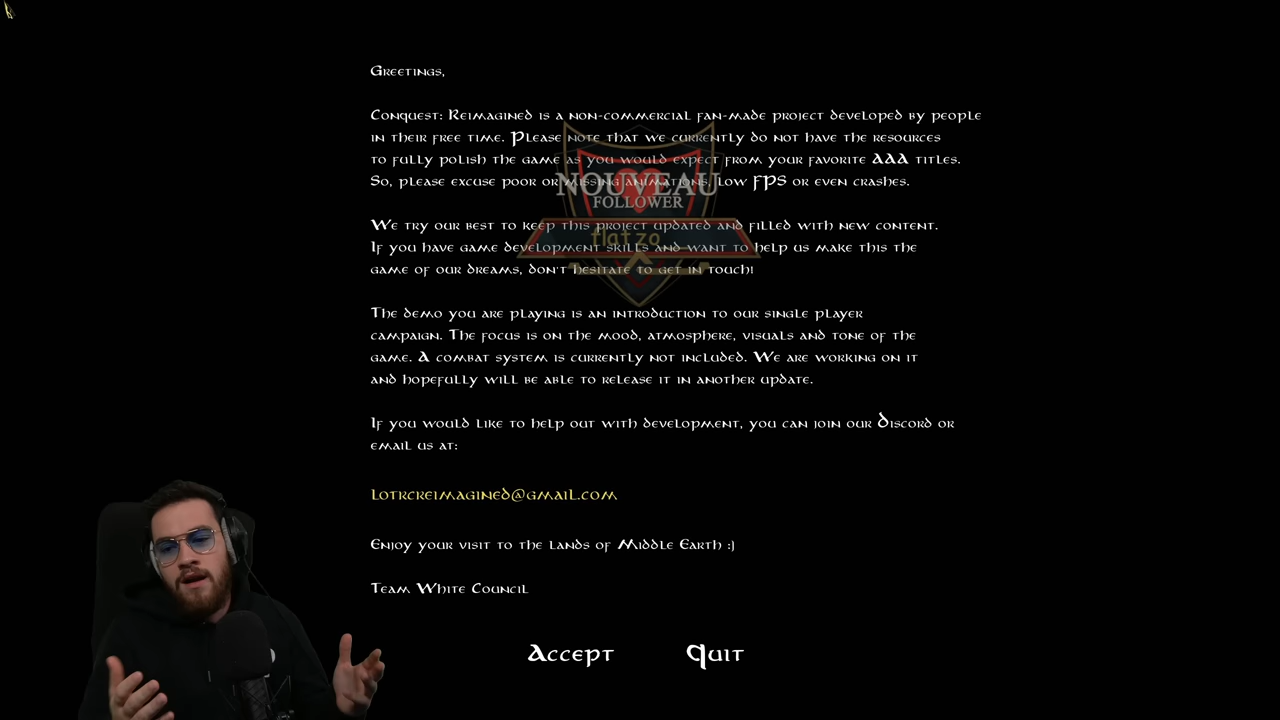 Greetings,
Conquest: Reimagined is a non-commercial fan-made project developed by people
in their free time. Please note that we currently do not have the resources
to fully polish the game as you would expect from your favorite AAA titles.
So, please excuse poor or missing animations, low FPS or even crashes.
NOUVEAU
FOLLOWER
We try our best to keep this project updated and filled with new content.
flatzo
If you have game development skills and want to help us make this the
game of our dreams, don't hesitate to get in touch!
The demo you are playing is an introduction to our single player
campaign. The focus is on the mood, atmosphere, visuals and tone of the
game. A combat system is currently not included. We are working on it
and hopefully will be able to release it in another update.
If you would like to help out with development, you can join our Discord or
email us at:
lotrcreimagined@gmail.com
Enjoy your visit to the lands of Middle Earth :)
Team White Council
Accept Quit